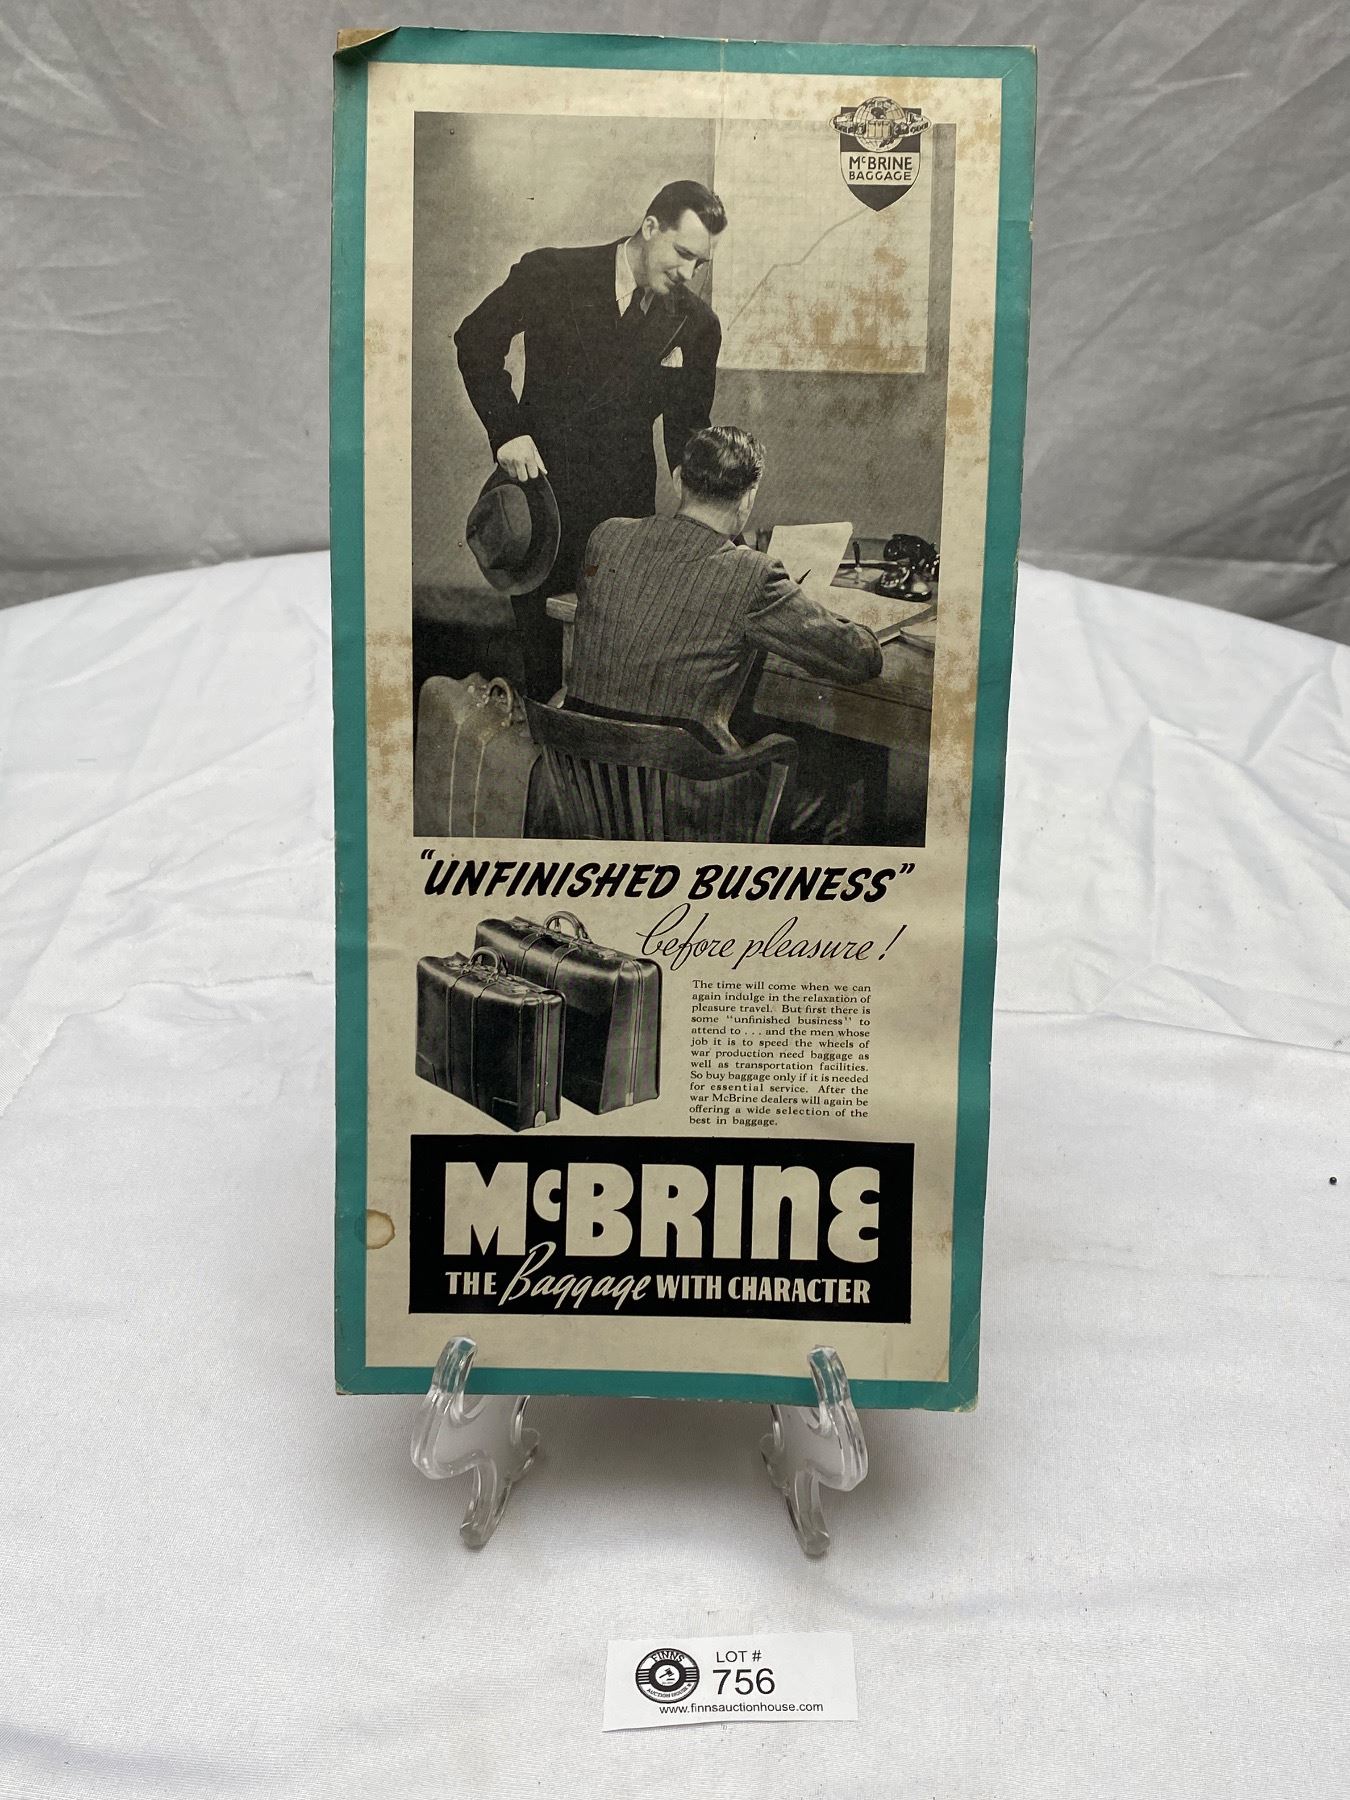 McBRINE
BAGGAGE
"UNFINISHED BUSINESS"
before pleasure!
The time will come when we can
again indulge in the relaxation of
pleasure travel. But first there is
some "unfinished business" to
attend to . . . and the men whose
job it is to speed the wheels of
war production need baggage as
well as transportation facilities.
So buy baggage only if it is needed
for essential service. After the
war McBrine dealers will again be
offering a wide selection of the
best in baggage.
McBRINE
THE Baggage WITH CHARACTER
FINNS
AUCTION HOUSE
LOT #
756
www.finnsauctionhouse.com